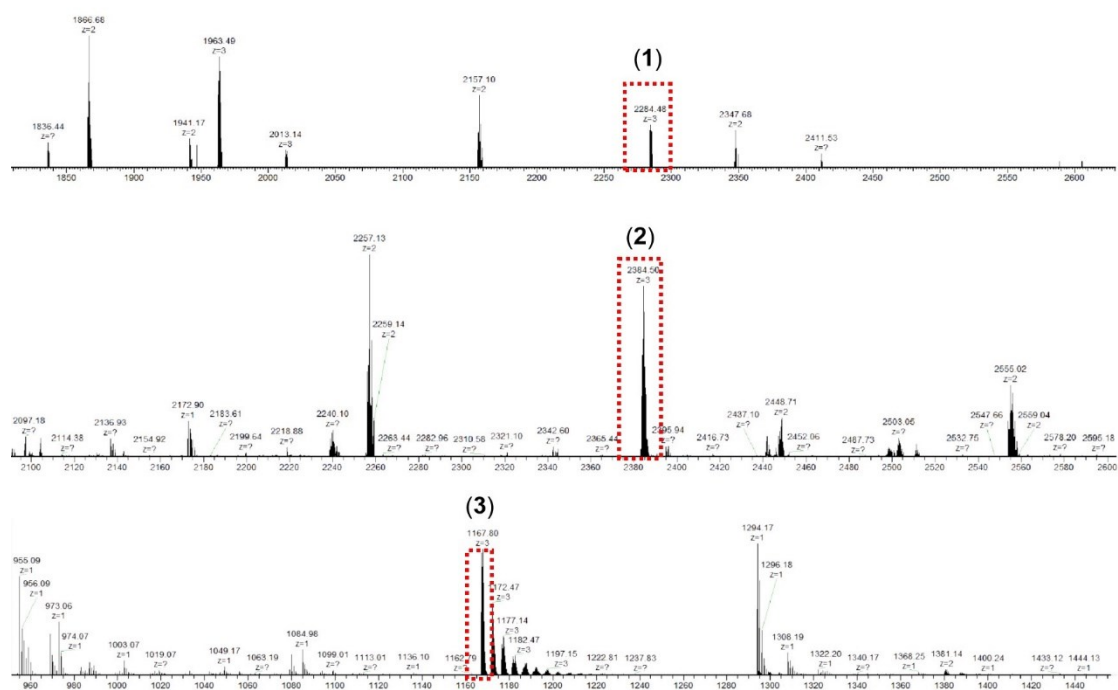 (1)
1866.68
z=2
1963.49
z=3
2157.10
z=2
2284.48
z=3
2347.68
z=2
1836.44
z=?
1941.17
z=2
2013.14
z=3
2411.53
z=?
1850 1900 1950 2000 2050 2100 2150 2200 2250 2300 2350 2400 2450 2500 2550 2600
(2)
2257.13
z=2
2384.50
z=3
2259.14
z=2
2172.90
z=1
2555.02
z=2
2448.71
z=2
2097.18
z=?
2136.93
z=?
2183.61
z=?
2240.10
z=?
2437.10
z=?
2503.05
z=?
2547.66
z=?
2559.04
z=2
2114.38
z=?
2154.92
z=?
2199.64
z=?
2218.88
z=?
2263.44
z=?
2282.96
z=?
2310.58
z=?
2321.10
z=?
2342.60
z=?
2365.44
z=?
z=?
2416.73
z=?
2452.06
z=?
2487.73
z=?
2532.75
z=?
2578.20
z=?
2595.18
z=?
2100 2120 2140 2160 2180 2200 2220 2240 2260 2280 2300 2320 2340 2360 2380 2400 2420 2440 2460 2480 2500 2520 2540 2560 2580 2600
(3)
1167.80
z=3
1294.17
z=1
955.09
z=1
956.09
z=1
973.06
z=1
974.07
z=1
1172.47
z=3
1177.14
z=3
1182.47
z=3
1296.18
z=1
1003.07
z=1
1019.07
z=?
1049.17
z=1
1063.19
z=?
1084.98
z=1
1099.01
z=?
1113.01
z=?
1136.10
z=1
z=?
1197.15
z=3
1222.81
z=?
1237.83
z=?
1308.19
z=1
1322.20
z=1
1340.17
z=?
1368.25
z=1
1381.14
z=2
1400.24
z=1
1433.12
z=?
1444.13
z=?
960 980 1000 1020 1040 1060 1080 1100 1120 1140 1160 1180 1200 1220 1240 1260 1280 1300 1320 1340 1360 1380 1400 1420 1440